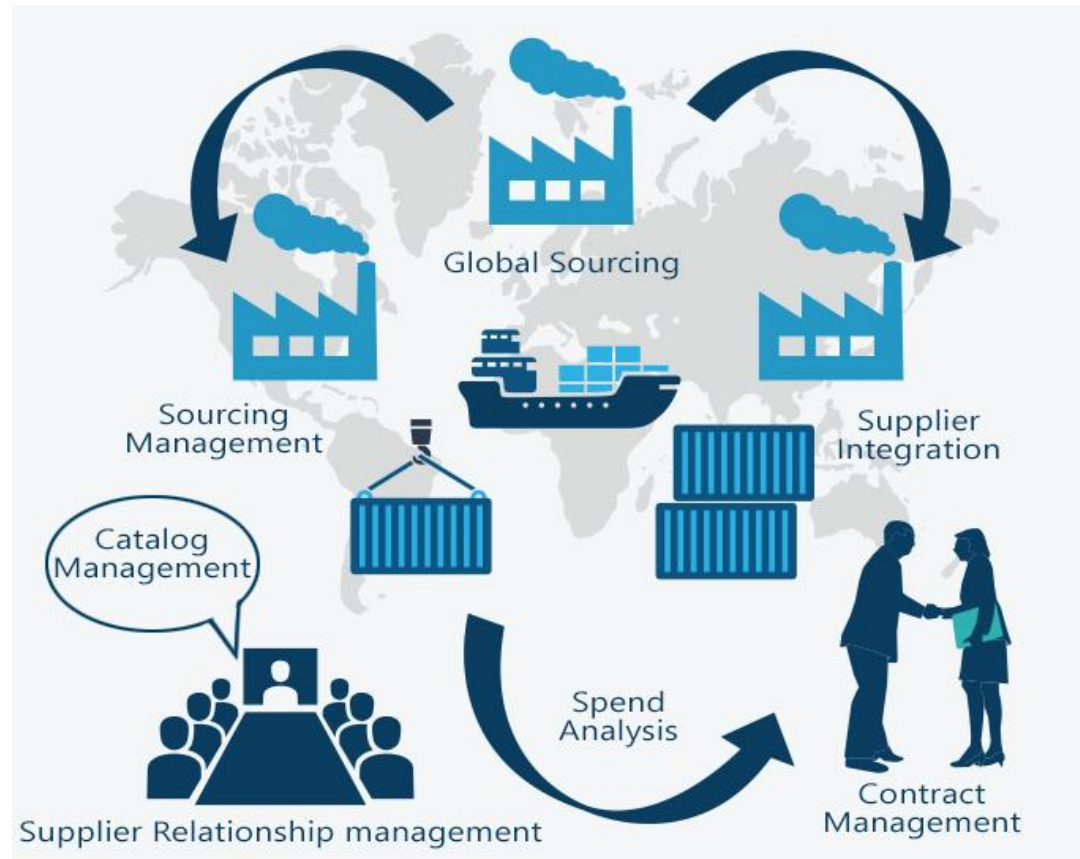 Global Sourcing
Sourcing
Management
Supplier
Integration
Catalog
Management
Spend
Analysis
Supplier Relationship management
Contract
Management